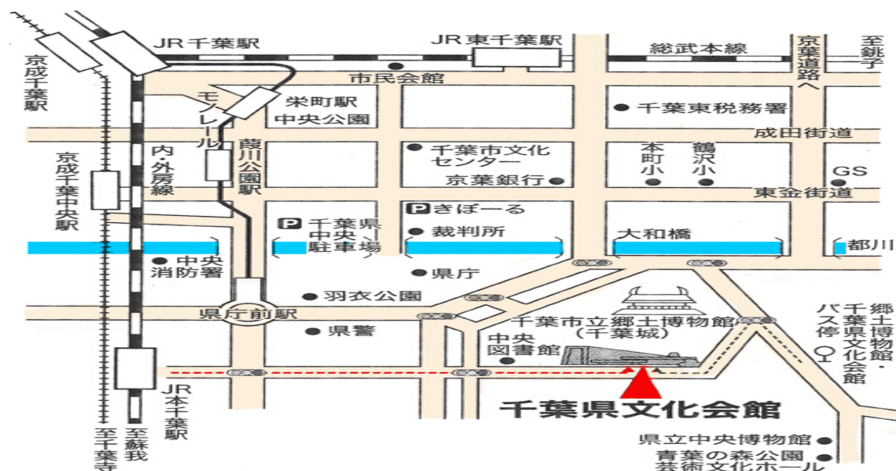 JR千葉駅
JR東千葉駅
総武本線
京葉道路へ
至銚子
京成千葉駅
市民会館
モノレール
栄町駅
中央公園
千葉東税務署
成田街道
京成千葉中央駅
内・外房線
葭川公園駅
千葉市文化
センター
京葉銀行
本町小
鶴沢小
GS
東金街道
P きぼーる
P 千葉県
中央
駐車場
裁判所
大和橋
都川
中央
消防署
県庁
羽衣公園
県庁前駅
県警
千葉市立郷土博物館
(千葉城)
中央
図書館
郷土博物館・
千葉県文化会館
バス停
JR本千葉駅
千葉県文化会館
至蘇我
至千葉寺
県立中央博物館
青葉の森公園
芸術文化ホール